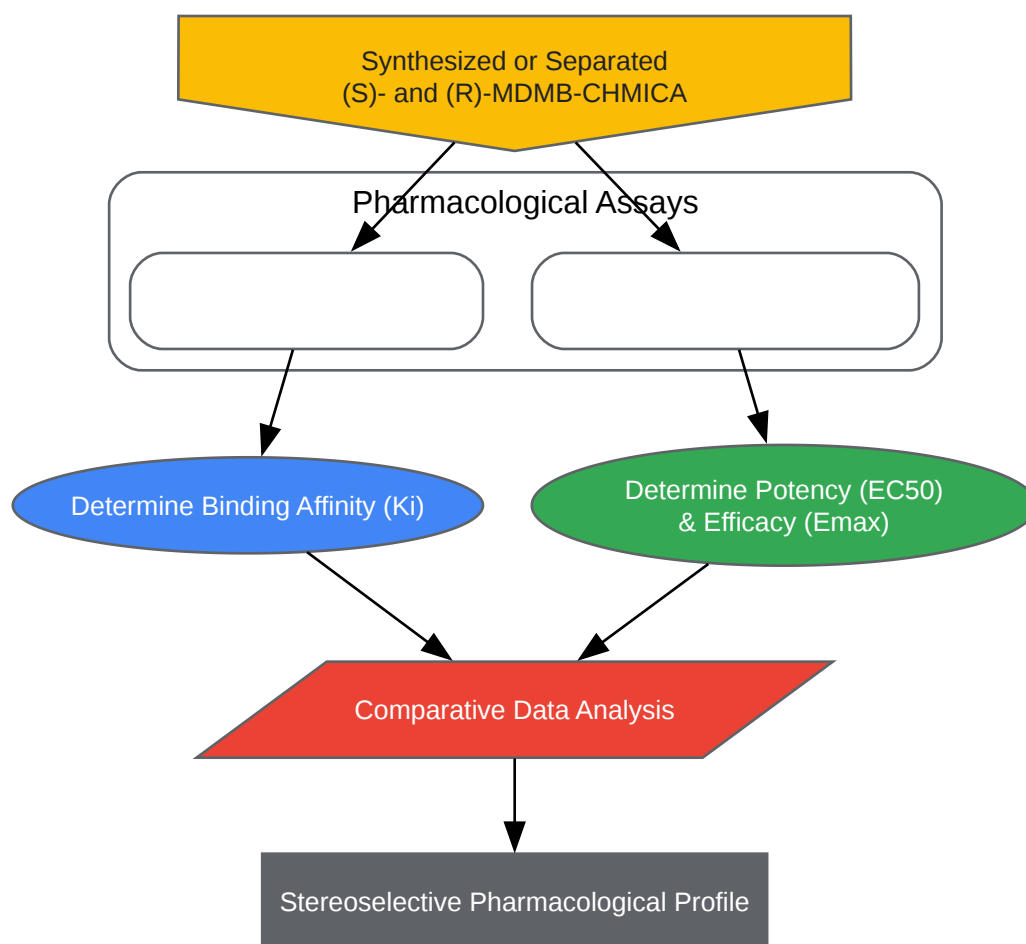 Synthesized or Separated
(S)- and (R)-MDMB-CHMICA
Pharmacological Assays
Determine Binding Affinity (Ki)
Determine Potency (EC50)
& Efficacy (Emax)
Comparative Data Analysis
Stereoselective Pharmacological Profile